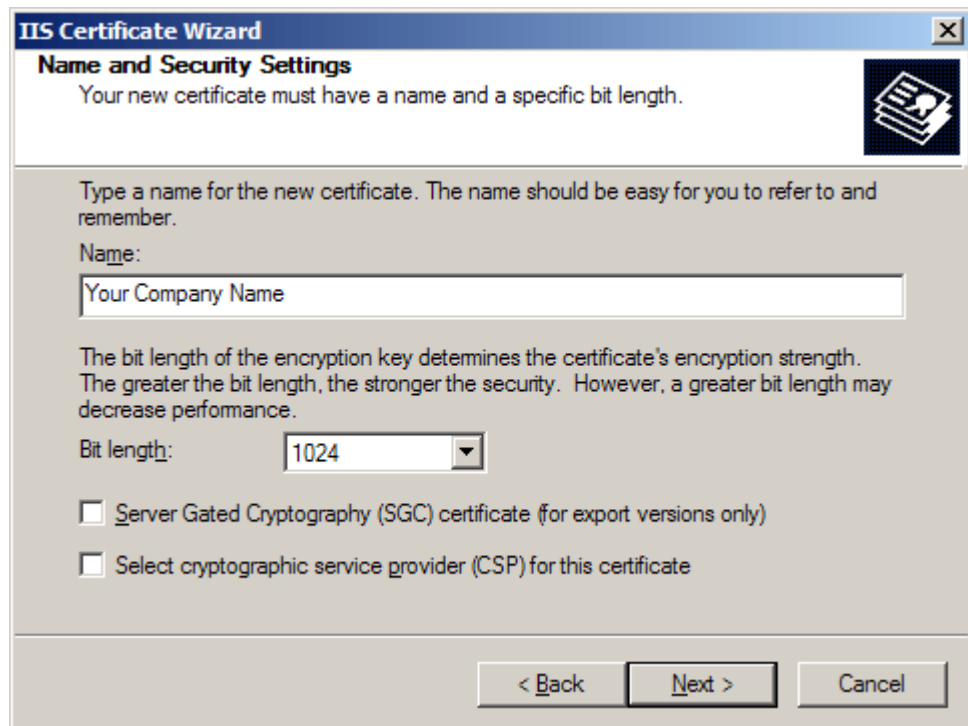 IIS Certificate Wizard
Name and Security Settings
Your new certificate must have a name and a specific bit length.
Type a name for the new certificate. The name should be easy for you to refer to and
remember.
Name:
Your Company Name
The bit length of the encryption key determines the certificate's encryption strength.
The greater the bit length, the stronger the security.  However, a greater bit length may
decrease performance.
Bit length:
1024
Server Gated Cryptography (SGC) certificate (for export versions only)
Select cryptographic service provider (CSP) for this certificate
< Back
Next >
Cancel